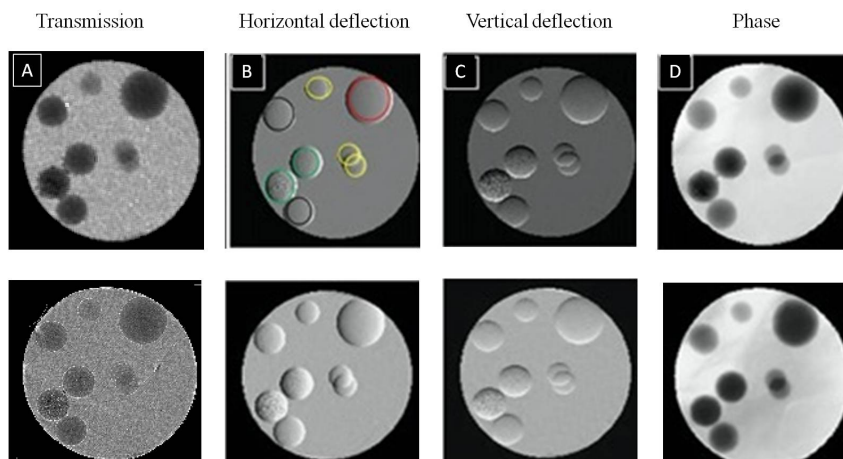 Transmission
Horizontal deflection
Vertical deflection
Phase
A
B
C
D